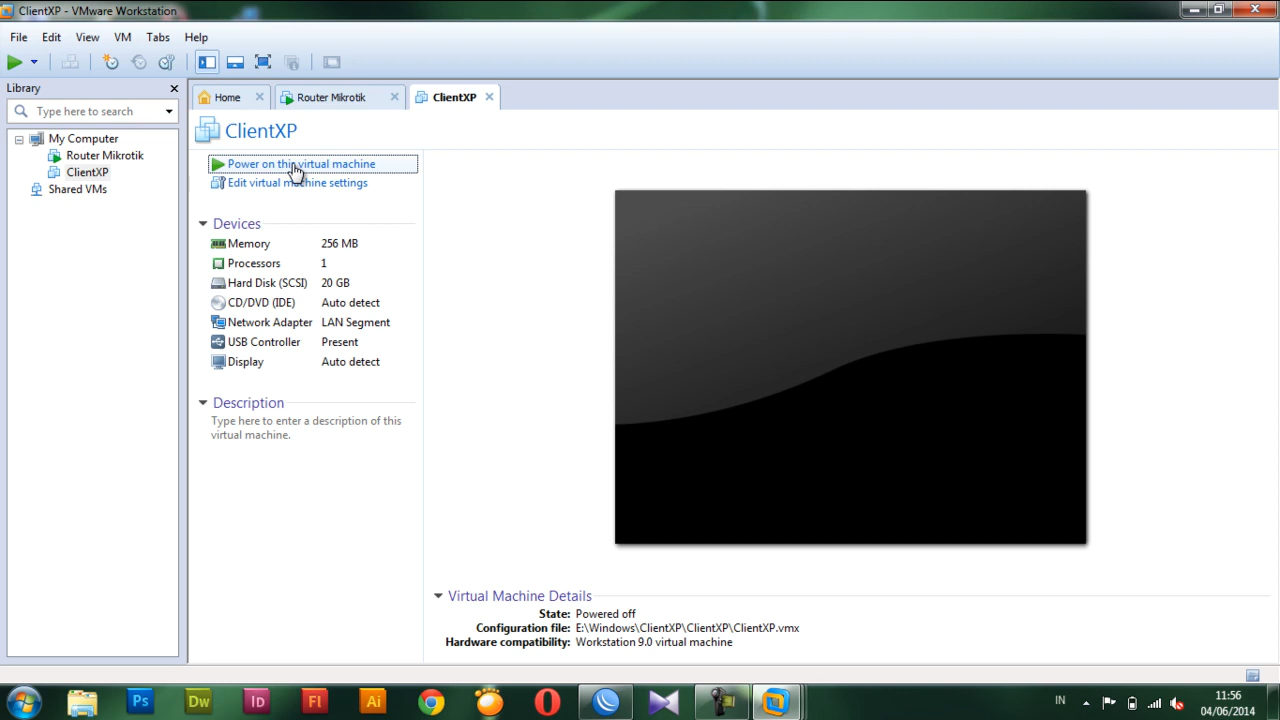 ClientXP - VMware Workstation
File Edit View VM Tabs Help
Library
Type here to search
My Computer
Router Mikrotik
ClientXP
Shared VMs
Home
Router Mikrotik
ClientXP
ClientXP
Power on this virtual machine
Edit virtual machine settings
Devices
Memory 256 MB
Processors 1
Hard Disk (SCSI) 20 GB
CD/DVD (IDE) Auto detect
Network Adapter LAN Segment
USB Controller Present
Display Auto detect
Description
Type here to enter a description of this
virtual machine.
Virtual Machine Details
State: Powered off
Configuration file: E:\Windows\ClientXP\ClientXP\ClientXP.vmx
Hardware compatibility: Workstation 9.0 virtual machine
Ps Dw Id Fl Ai
IN
11:56
04/06/2014